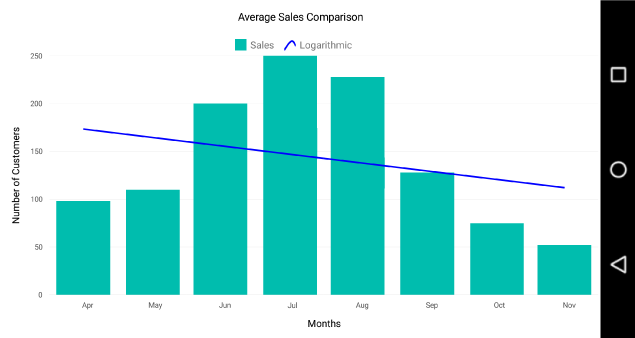 Average Sales Comparison
Sales Logarithmic
250
200
150
100
50
0
Number of Customers
Apr May Jun Jul Aug Sep Oct Nov
Months